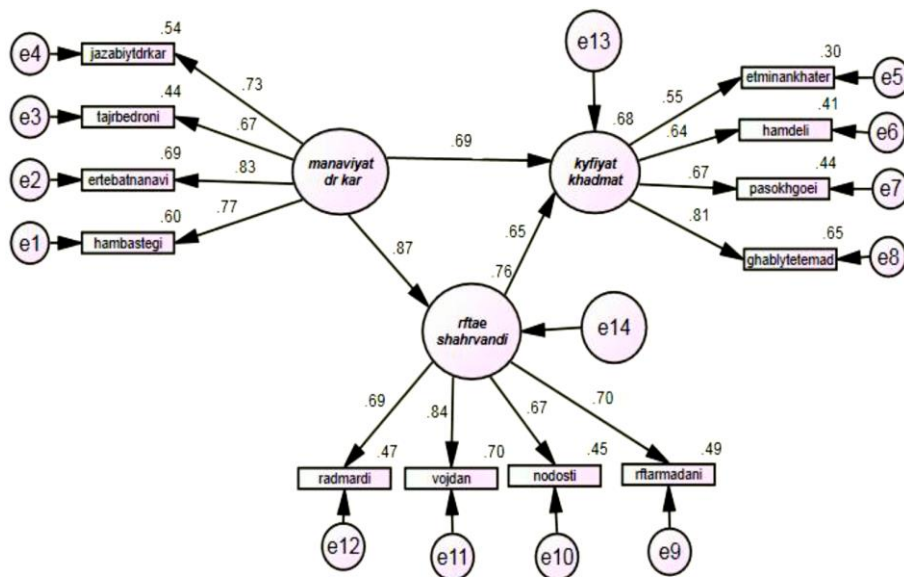 .54
e4
jazabiytdrkar
.73
.44
e3
tajrbedroni
.67
.69
e2
ertebatnanavi
.83
.60
e1
hambastegi
.77
manaviyat
dr kar
.69
.87
e13
.68
kyfiyat
khadmat
.55
.30
etminankhater
e5
.64
.41
hamdeli
e6
.67
.44
pasokhgoei
e7
.81
.65
ghablytetemad
e8
.65
.76
rftae
shahrvandi
e14
.69
.84
.67
.70
.47
radmardi
.70
vojdan
.45
nodosti
.49
rftarmadani
e12
e11
e10
e9